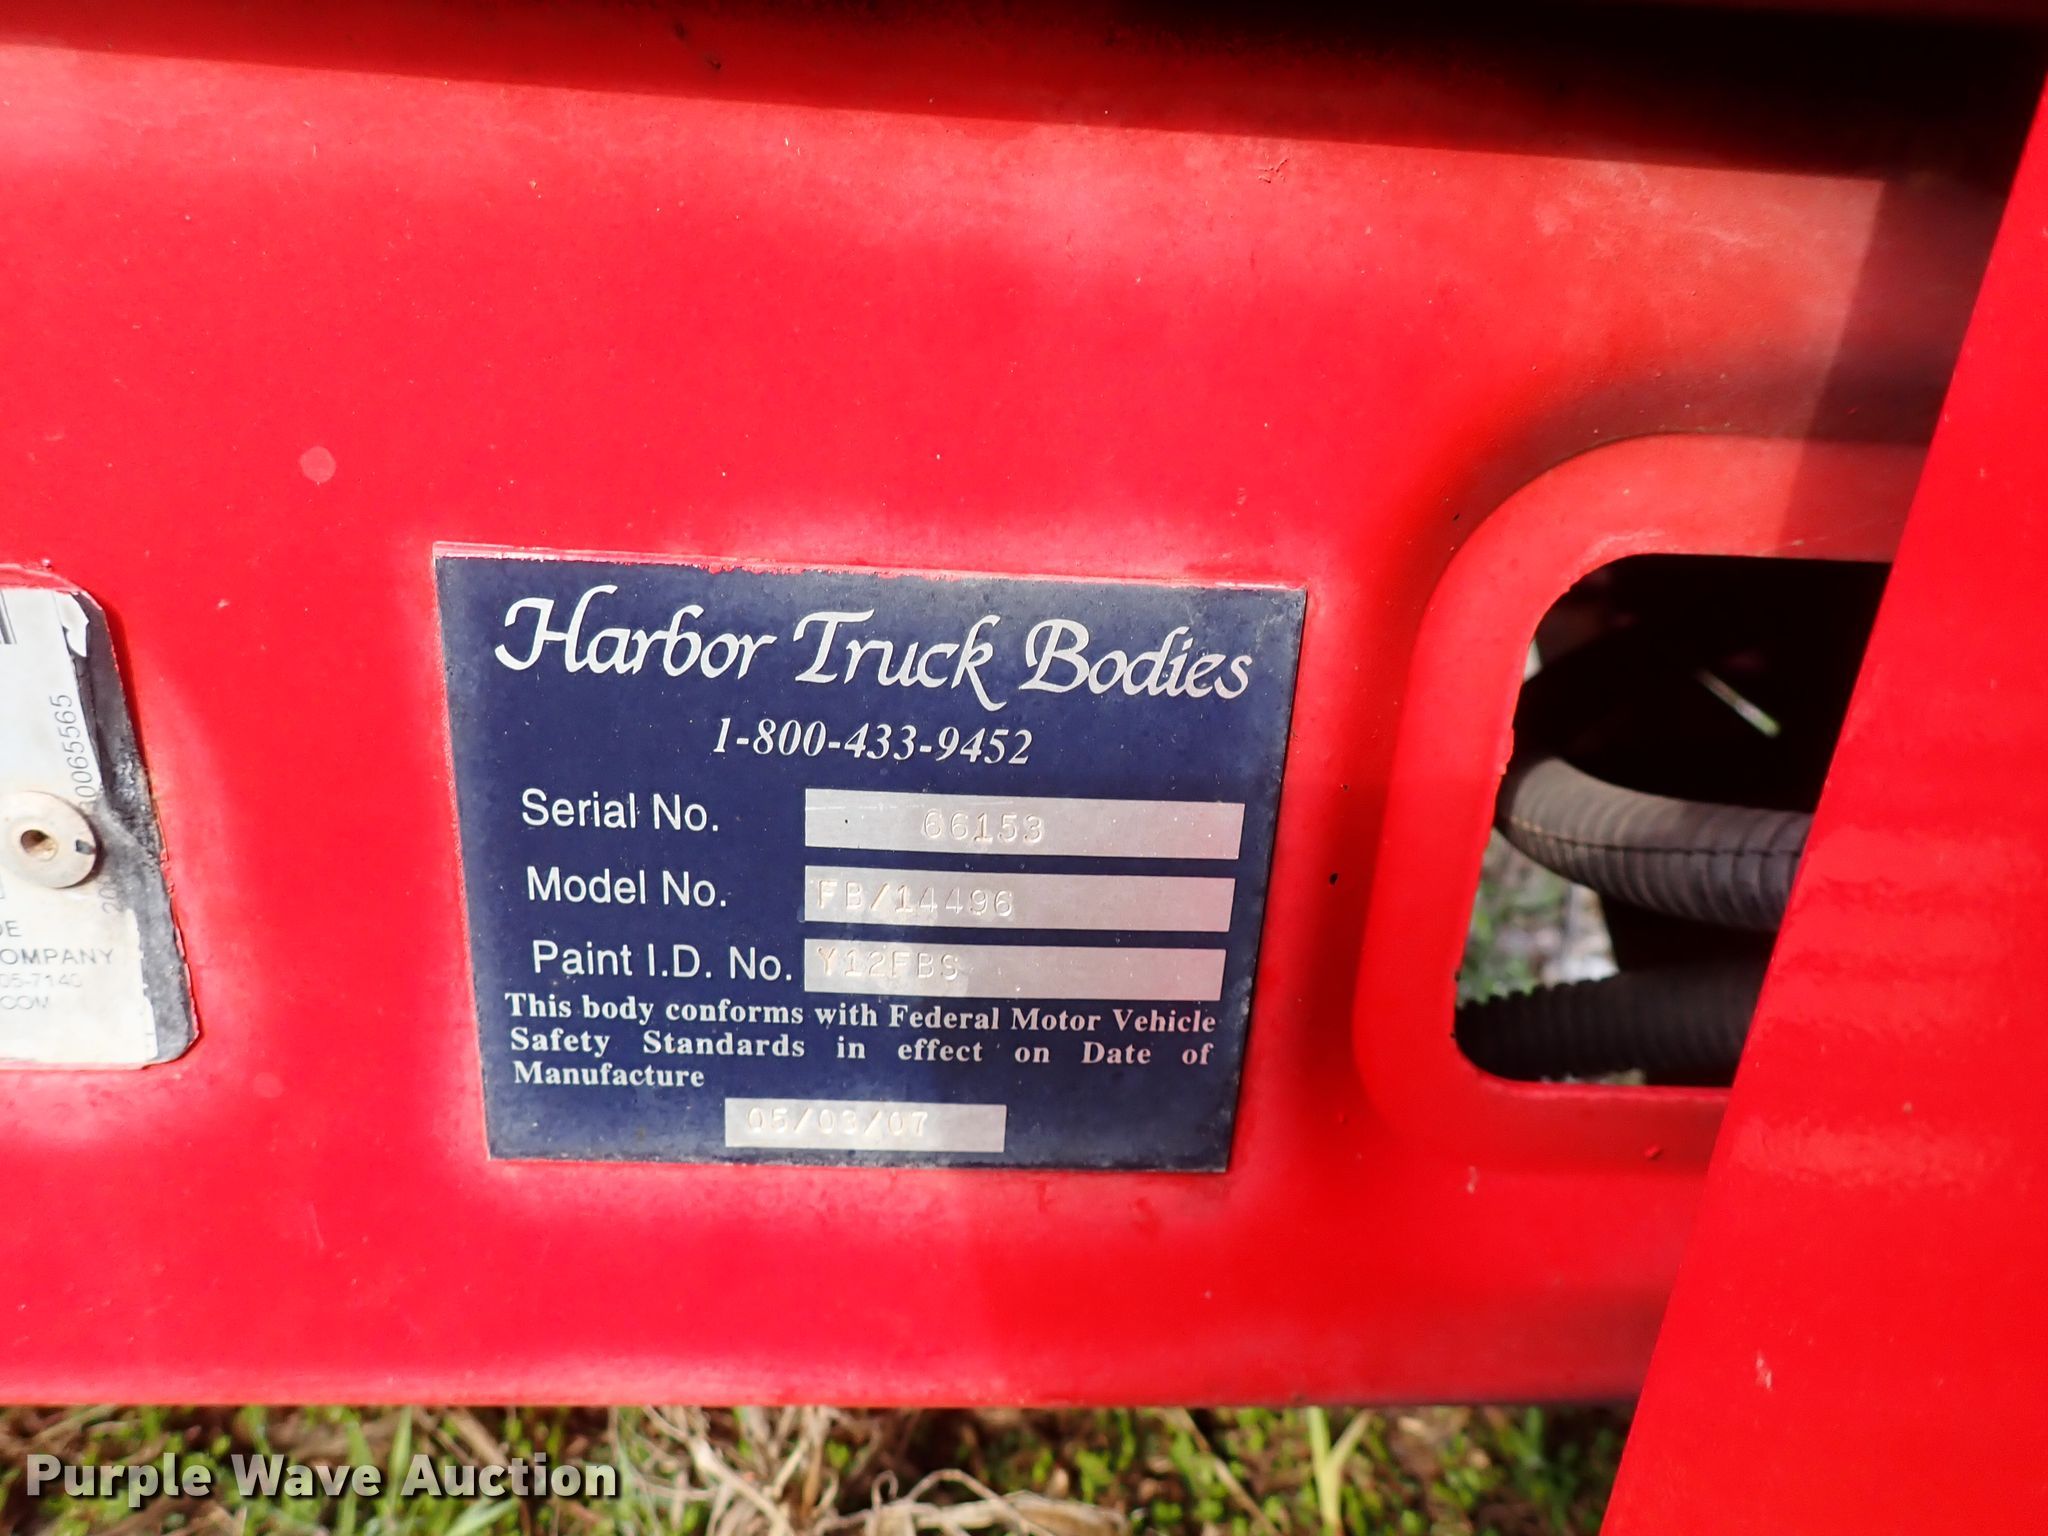 Harbor Truck Bodies
1-800-433-9452
Serial No. 66153
Model No. FB/14496
Paint I.D. No. Y12FBS
This body conforms with Federal Motor Vehicle
Safety Standards in effect on Date of
Manufacture
05/03/07
0065565
OMPANY
05-7140
.COM
Purple Wave Auction